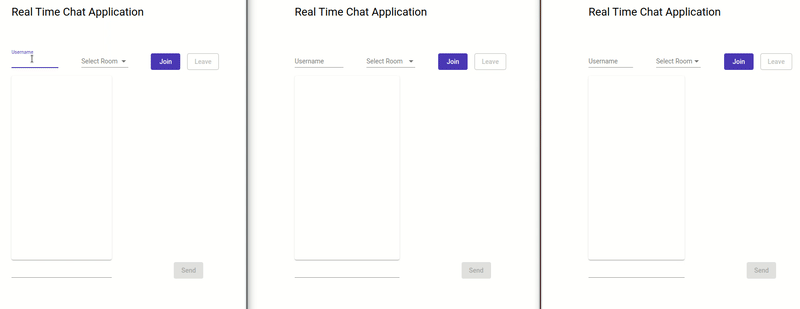 Real Time Chat Application
Username
Select Room
Join
Leave
Send
Real Time Chat Application
Username
Select Room
Join
Leave
Send
Real Time Chat Application
Username
Select Room
Join
Leave
Send